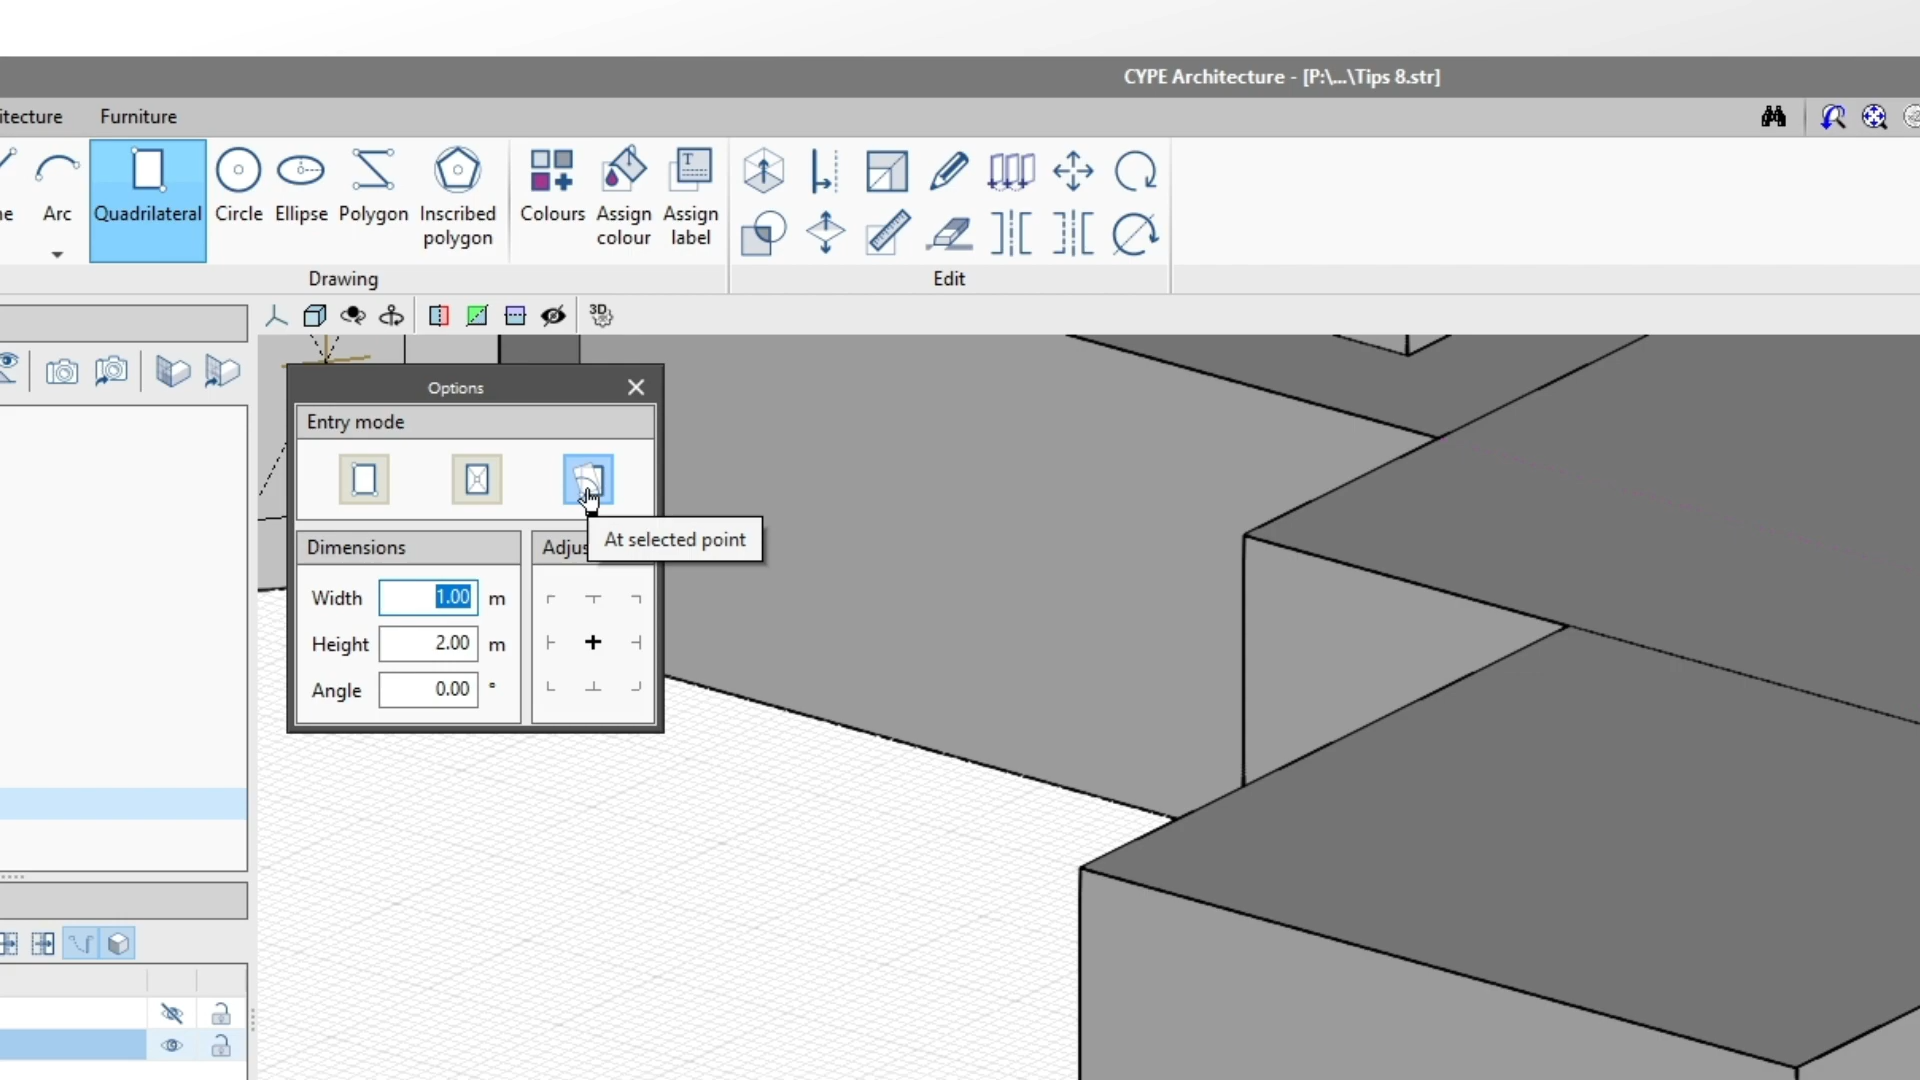 CYPE Architecture - [P:\...\Tips 8.str]
itecture Furniture
Arc Quadrilateral Circle Ellipse Polygon Inscribed polygon Colours Assign colour Assign label
Drawing Edit
3D
Options
Entry mode
At selected point
Dimensions Adjus
Width 1.00 m
Height 2.00 m
Angle 0.00 °